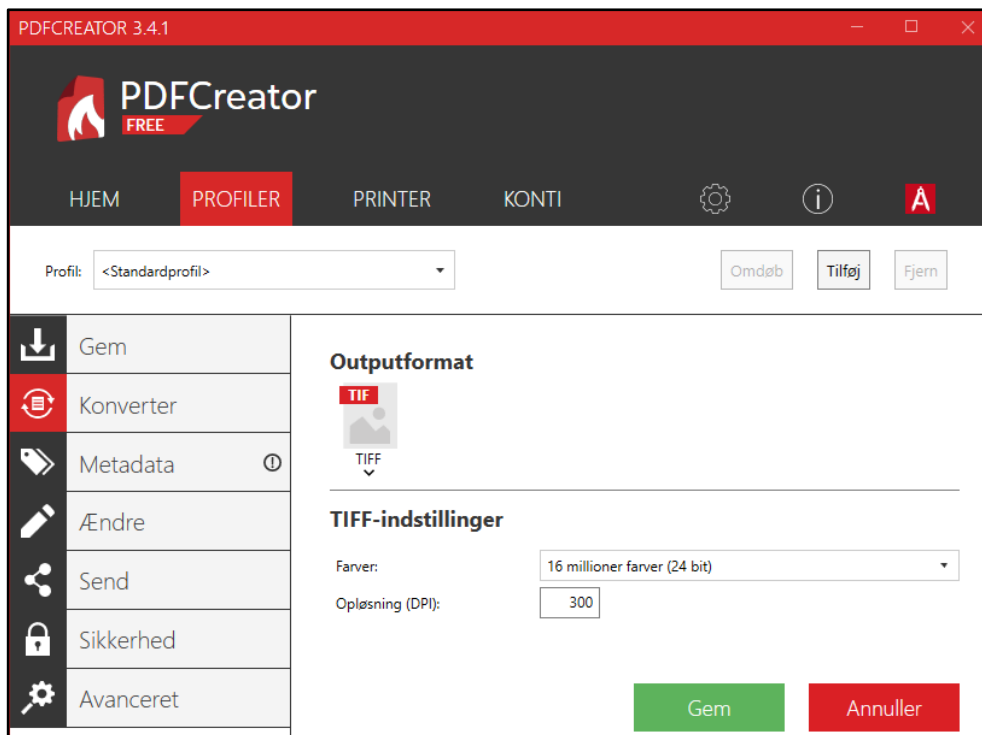 PDFCREATOR 3.4.1
PDFCreator
FREE
HJEM PROFILER PRINTER KONTI
Profil: <Standardprofil> Omdøb Tilføj Fjern
Gem
Konverter
Metadata
Ændre
Send
Sikkerhed
Avanceret
Outputformat
TIF
TIFF
TIFF-indstillinger
Farver: 16 millioner farver (24 bit)
Opløsning (DPI): 300
Gem Annuller